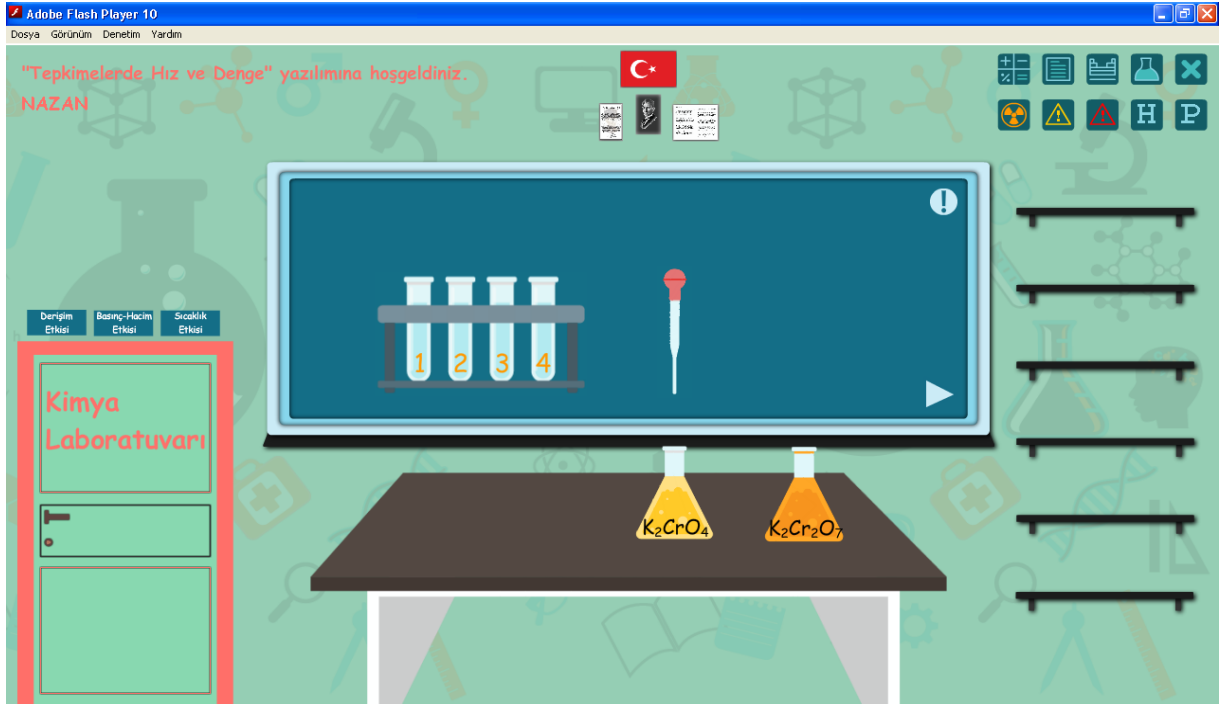 Adobe Flash Player 10
Dosya Görünüm Denetim Yardım
"Tepkimelerde Hız ve Denge" yazılımına hoşgeldiniz.
NAZAN
H P
Derişim Etkisi
Basınç-Hacim Etkisi
Sıcaklık Etkisi
Kimya
Laboratuvarı
1 2 3 4
K₂CrO₄
K₂Cr₂O₇